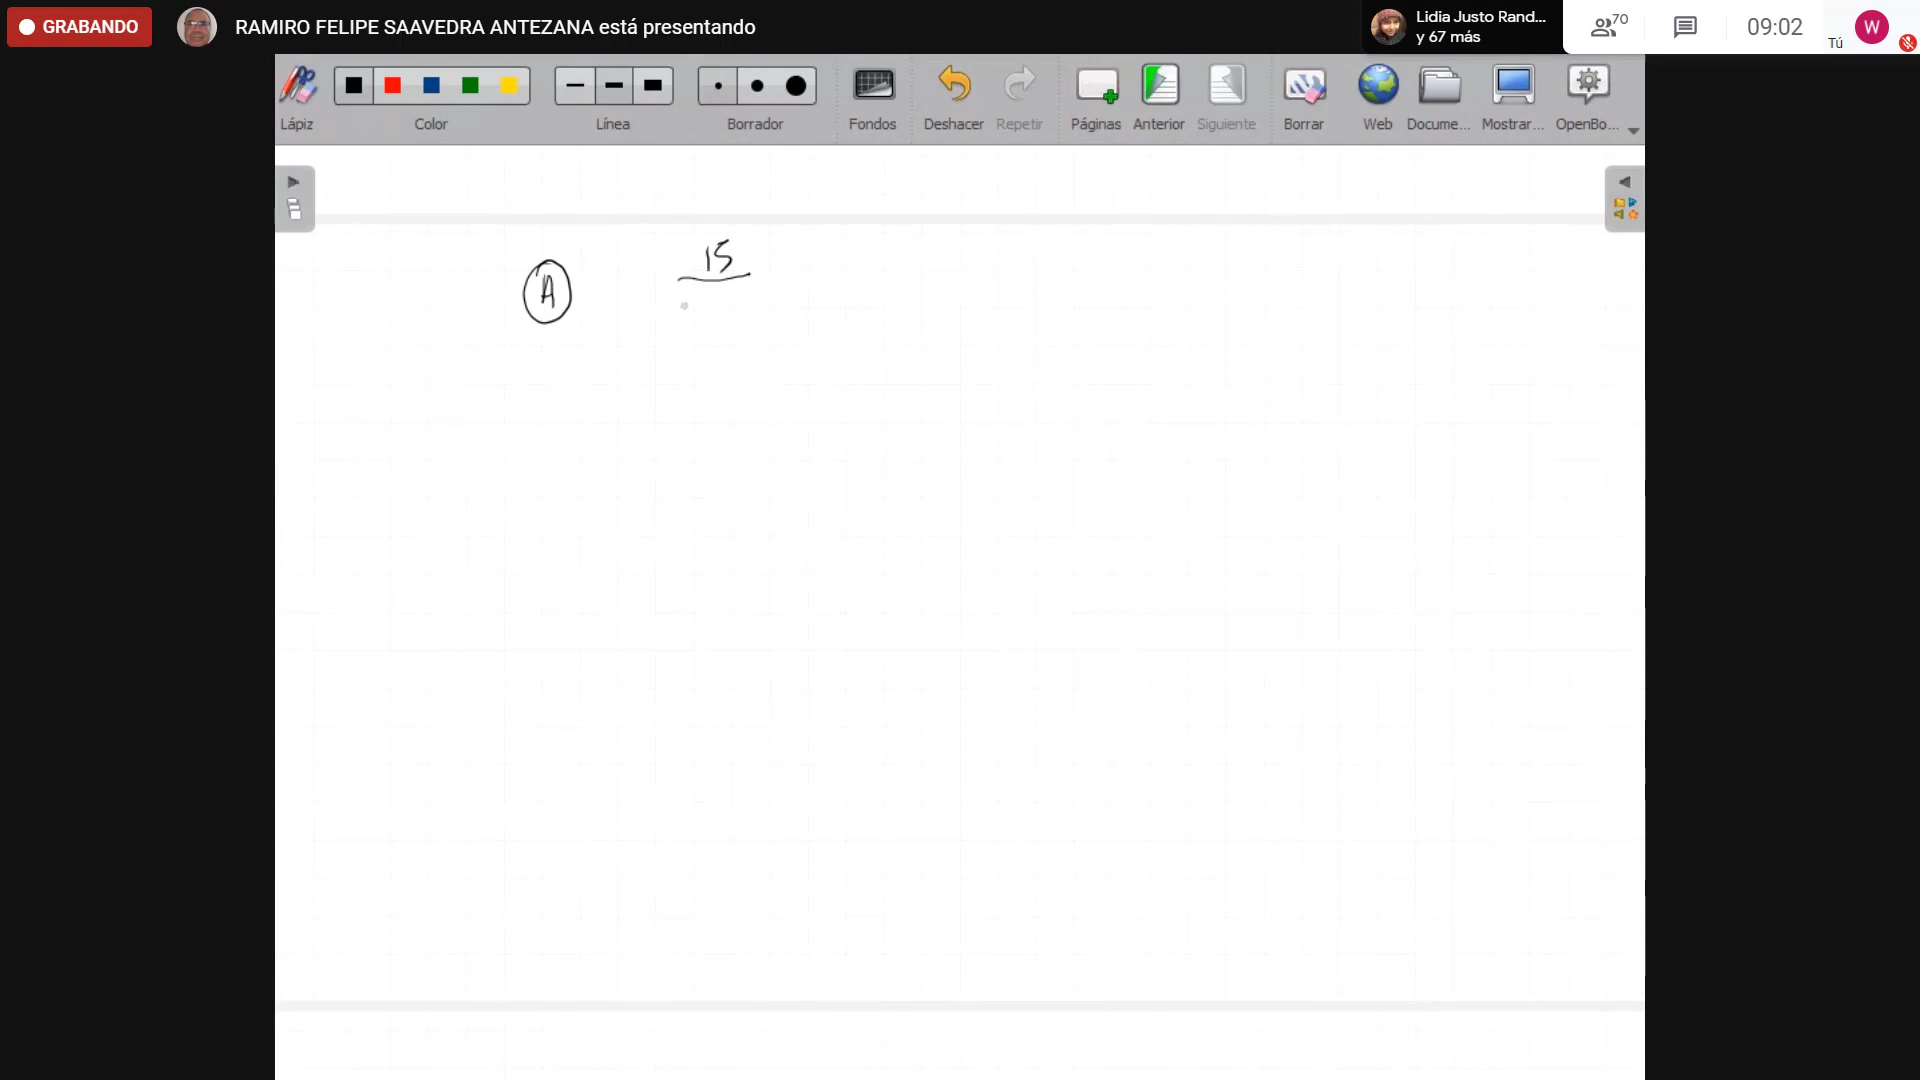 GRABANDO
RAMIRO FELIPE SAAVEDRA ANTEZANA está presentando
Lidia Justo Rand...
y 67 más
70
09:02
Tú
W
Lápiz
Color
Línea
Borrador
Fondos
Deshacer
Repetir
Páginas
Anterior
Siguiente
Borrar
Web
Docume...
Mostrar...
OpenBo...
A
15